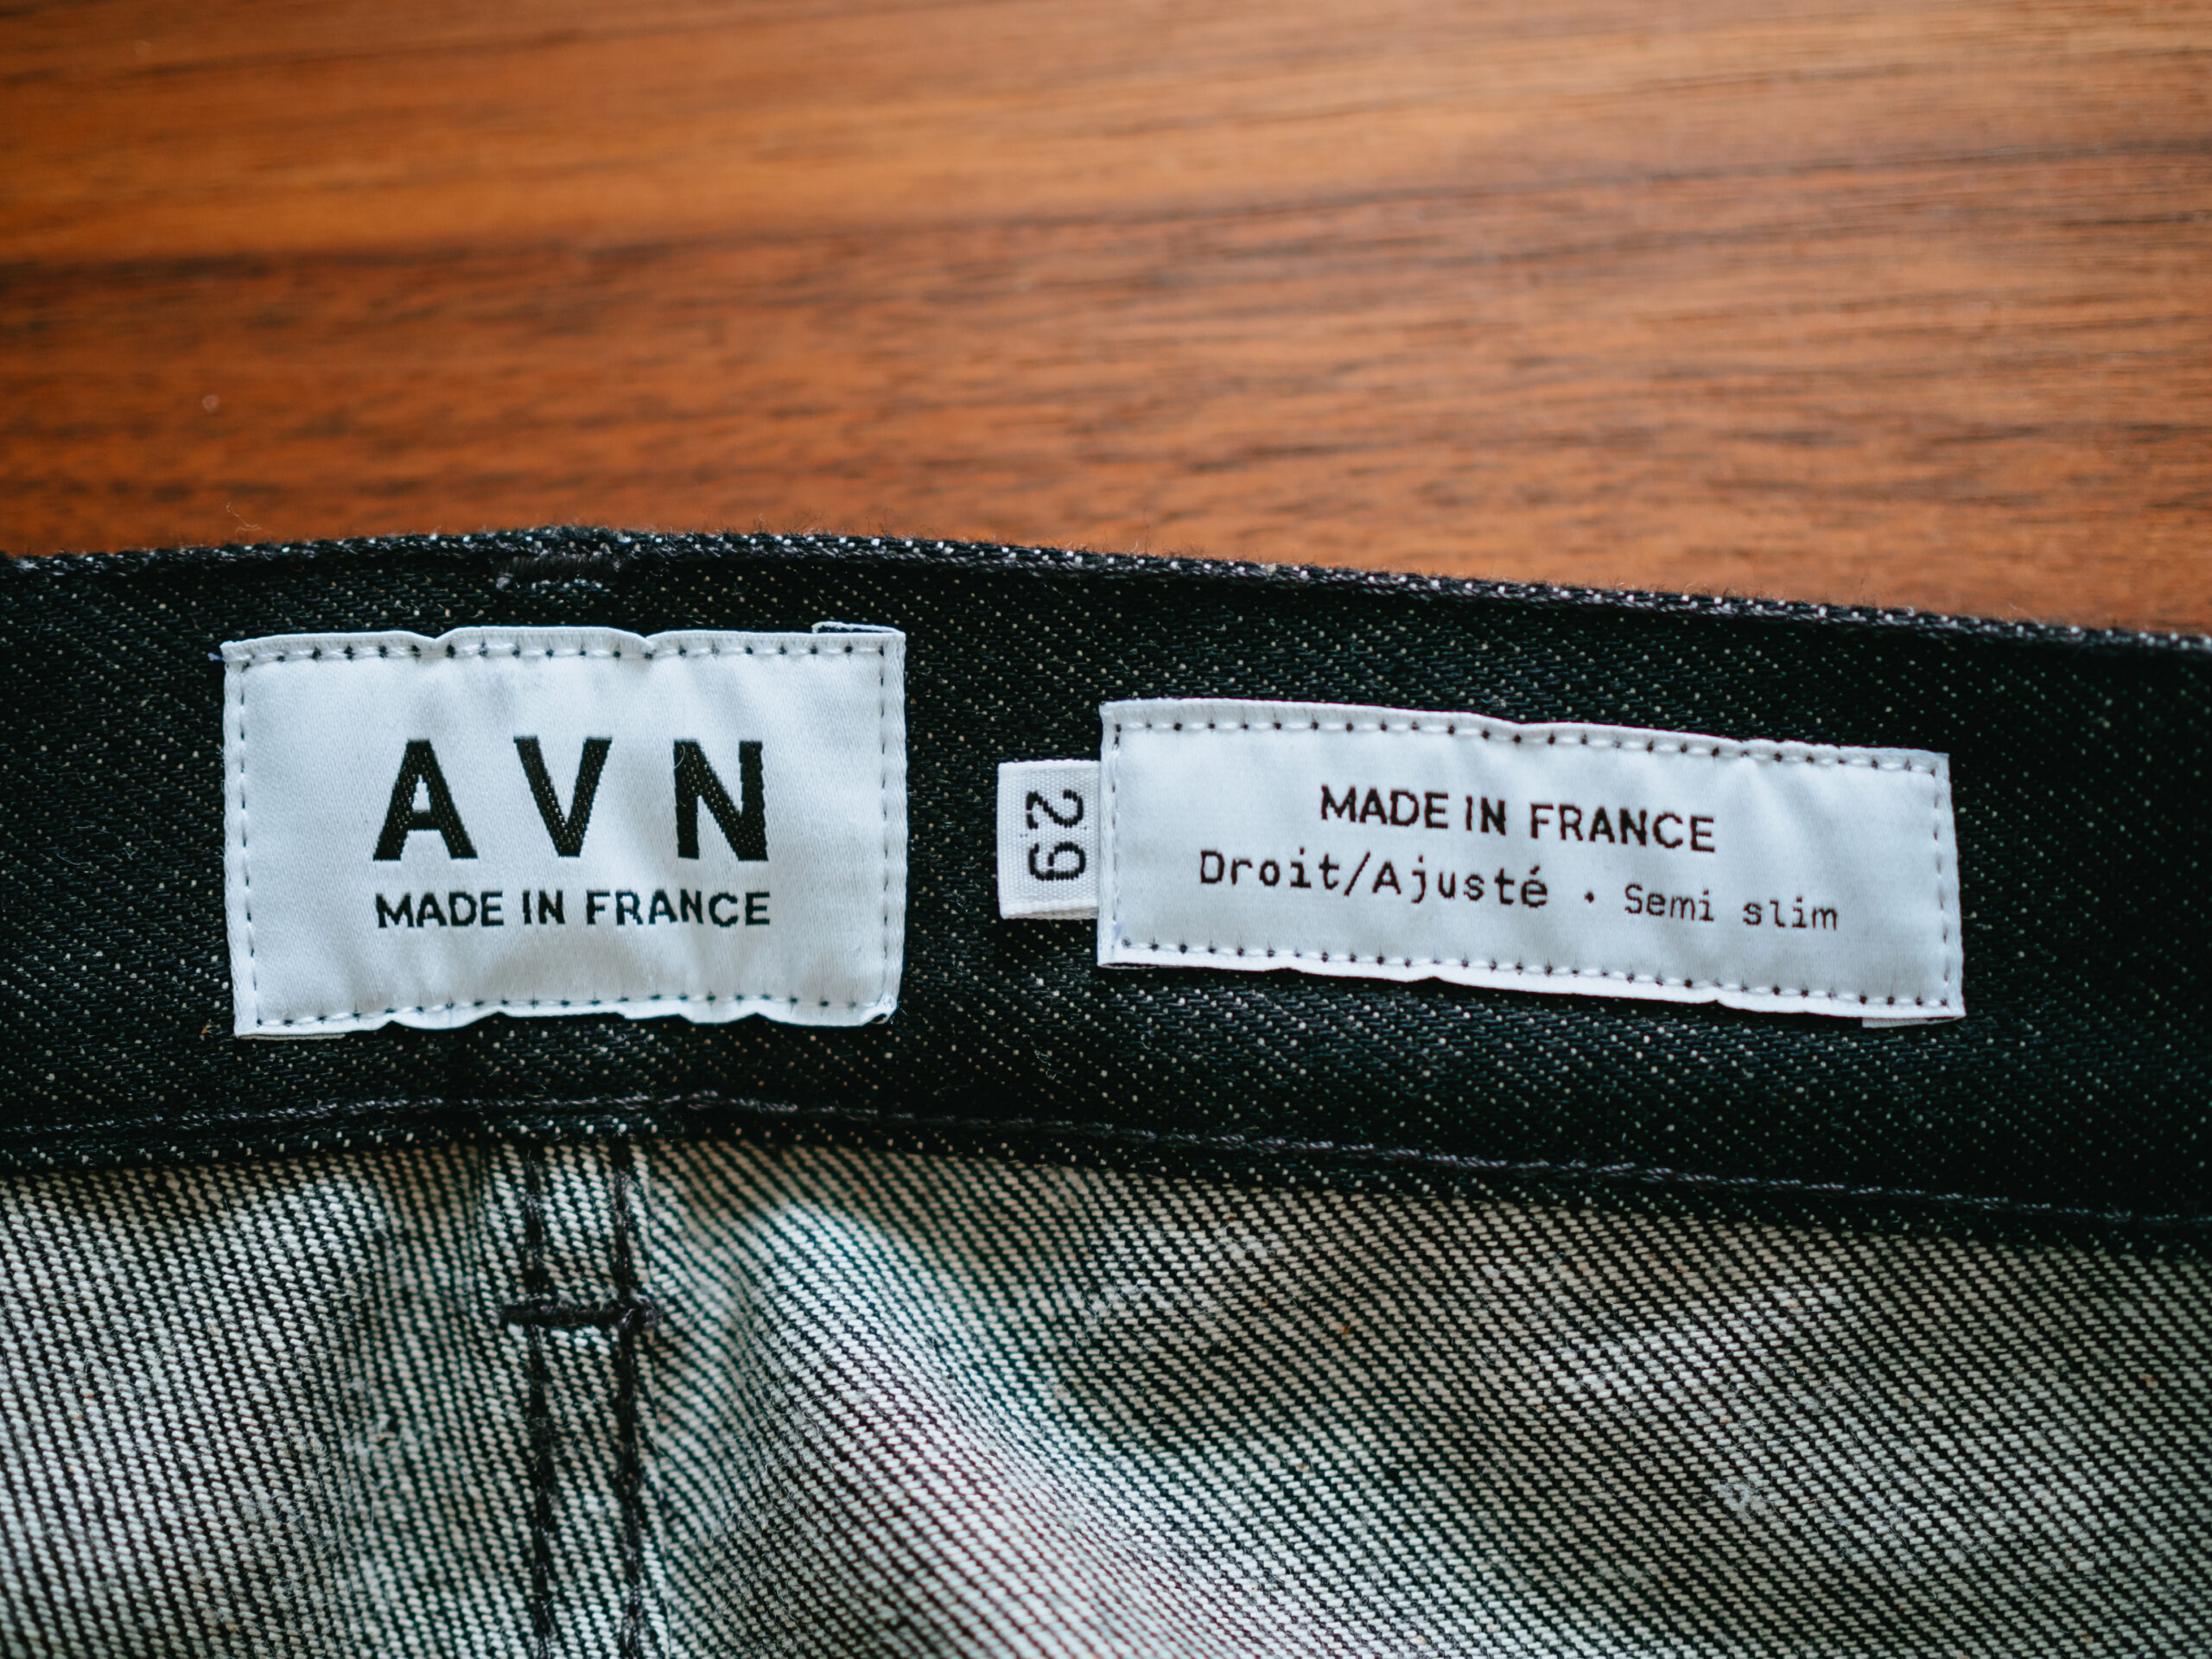 AVN
MADE IN FRANCE
29
MADE IN FRANCE
Droit/Ajusté • Semi slim